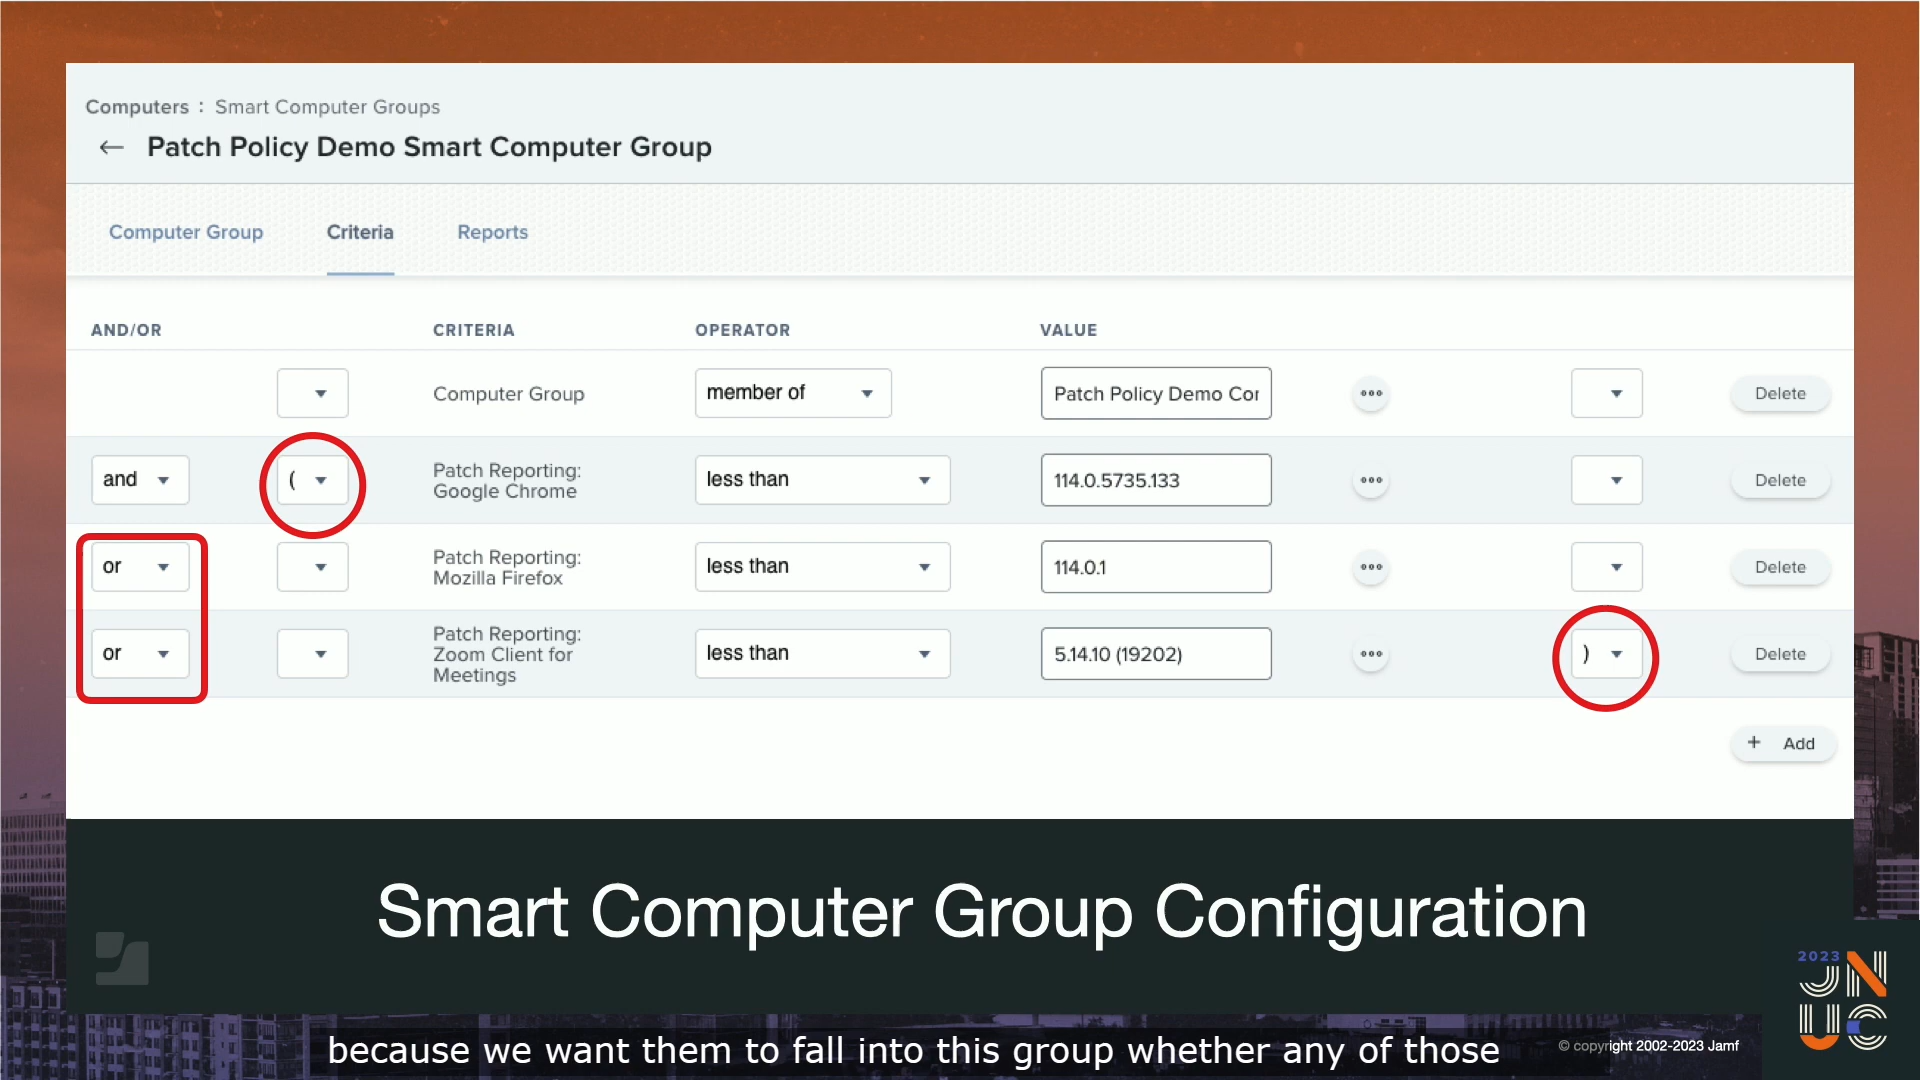 Computers : Smart Computer Groups
← Patch Policy Demo Smart Computer Group
Computer Group Criteria Reports
AND/OR CRITERIA OPERATOR VALUE
Computer Group member of Patch Policy Demo Cor Delete
and ( Patch Reporting: Google Chrome less than 114.0.5735.133 Delete
or Patch Reporting: Mozilla Firefox less than 114.0.1 Delete
or Patch Reporting: Zoom Client for Meetings less than 5.14.10 (19202) ) Delete
+ Add
Smart Computer Group Configuration
2023
JN
UC
because we want them to fall into this group whether any of those
© copyright 2002-2023 Jamf